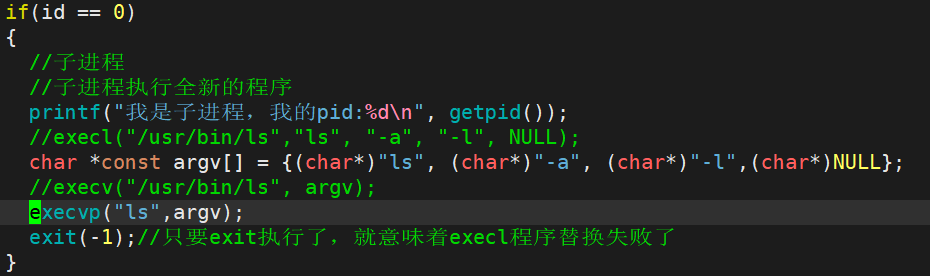 if(id == 0)
{
  //子进程
  //子进程执行全新的程序
  printf("我是子进程，我的pid:%d\n", getpid());
  //execl("/usr/bin/ls","ls", "-a", "-l", NULL);
  char *const argv[] = {(char*)"ls", (char*)"-a", (char*)"-l",(char*)NULL};
  //execv("/usr/bin/ls", argv);
  execvp("ls",argv);
  exit(-1);//只要exit执行了，就意味着execl程序替换失败了
}